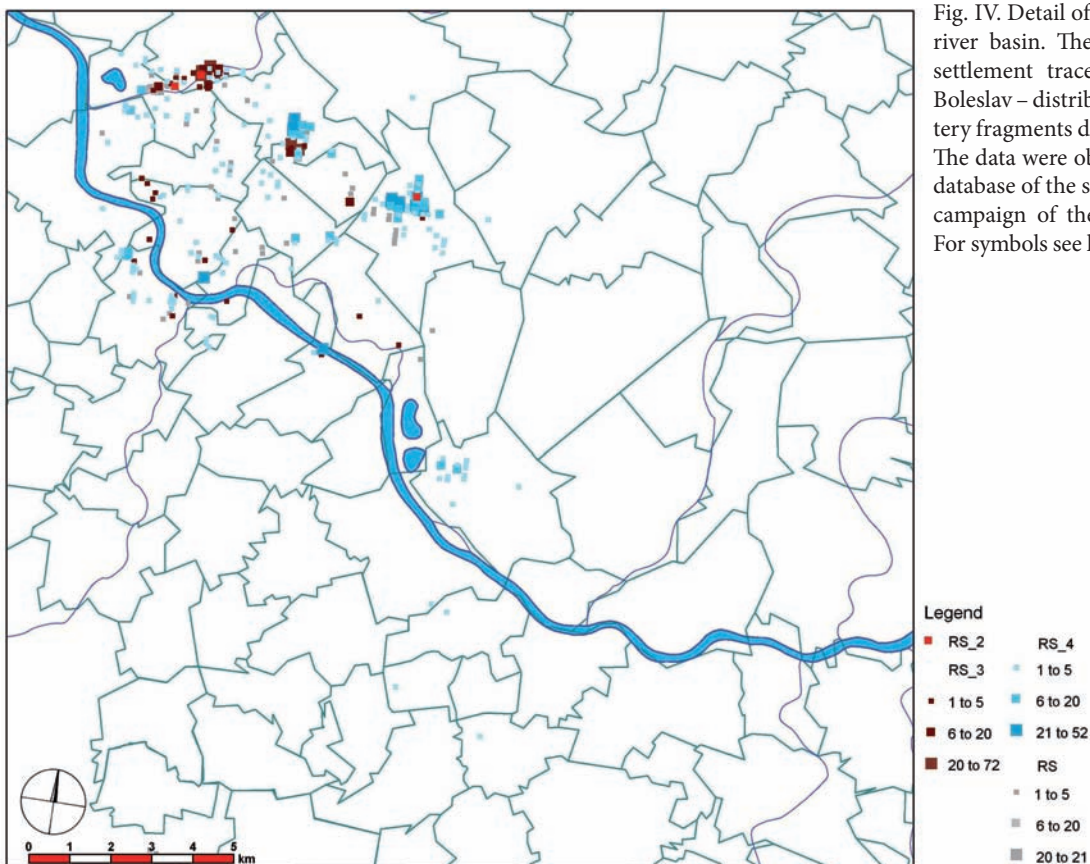 Fig. IV. Detail of
river basin. The
settlement trace
Boleslav – distrib
tery fragments d
The data were ob
database of the s
campaign of the
For symbols see l
Legend
RS_2
RS_3
1 to 5
6 to 20
20 to 72
RS_4
1 to 5
6 to 20
21 to 52
RS
1 to 5
6 to 20
20 to 21
0 1 2 3 4 5
km